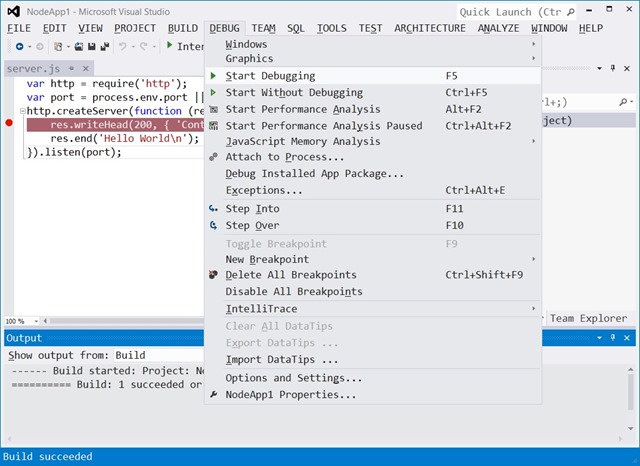 NodeApp1 - Microsoft Visual Studio
Quick Launch (Ctr
FILE EDIT VIEW PROJECT BUILD DEBUG TEAM SQL TOOLS TEST ARCHITECTURE ANALYZE WINDOW HELP
Inter
server.js
var http = require('http');
var port = process.env.port ||
http.createServer(function (re
res.writeHead(200, { 'Cont
res.end('Hello World\n');
}).listen(port);
Windows
Graphics
Start Debugging F5
Start Without Debugging Ctrl+F5
Start Performance Analysis Alt+F2
Start Performance Analysis Paused Ctrl+Alt+F2
JavaScript Memory Analysis
Attach to Process...
Debug Installed App Package...
Exceptions... Ctrl+Alt+E
Step Into F11
Step Over F10
Toggle Breakpoint F9
New Breakpoint
Delete All Breakpoints Ctrl+Shift+F9
Disable All Breakpoints
IntelliTrace
Clear All DataTips
Export DataTips ...
Import DataTips ...
Options and Settings...
NodeApp1 Properties...
trl+;)
ject)
Team Explorer
100 %
Output
Show output from: Build
------ Build started: Project: No
========== Build: 1 succeeded or
Build succeeded